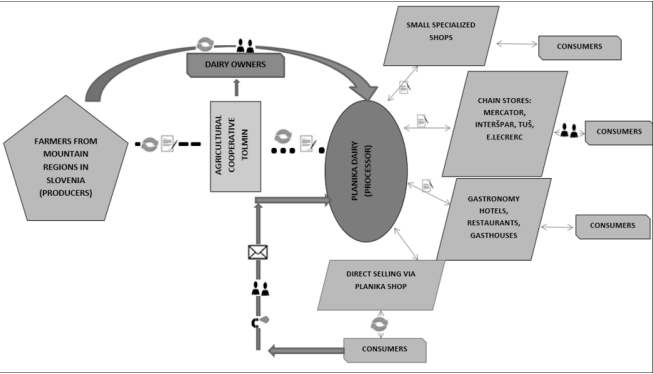 SMALL SPECIALIZED
SHOPS
CONSUMERS
DAIRY OWNERS
CHAIN STORES:
MERCATOR,
INTERŠPAR, TUŠ,
E.LECRERC
CONSUMERS
FARMERS FROM
MOUNTAIN
REGIONS IN
SLOVENIA
(PRODUCERS)
AGRICULTURAL
COOPERATIVE
TOLMIN
PLANIKA DAIRY
(PROCESSOR)
GASTRONOMY
HOTELS,
RESTAURANTS,
GASTHOUSES
CONSUMERS
DIRECT SELLING VIA
PLANIKA SHOP
CONSUMERS